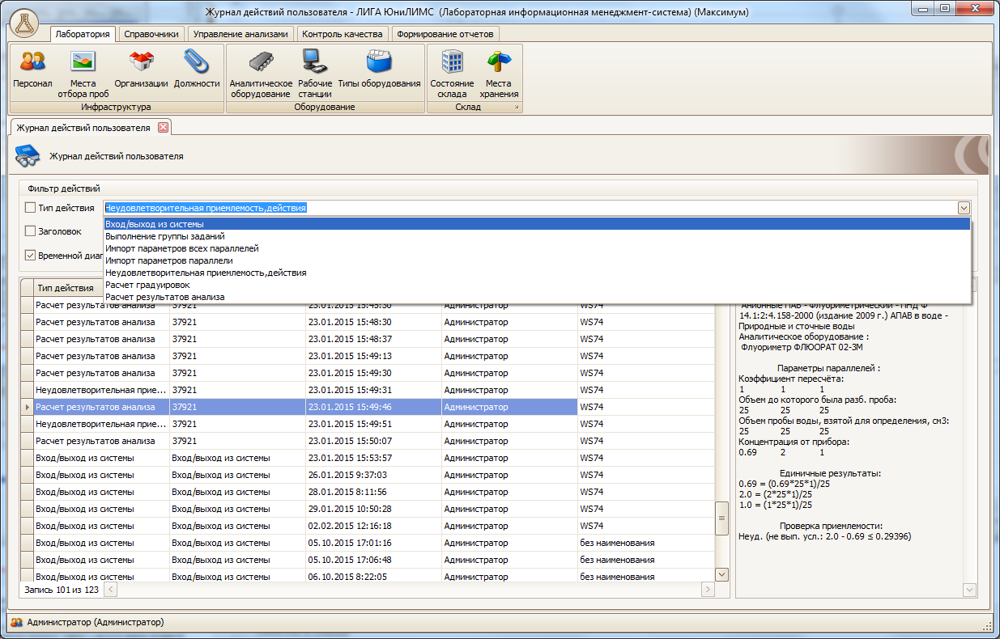 Журнал действий пользователя - ЛИГА ЮниЛИМС (Лабораторная информационная менеджмент-система) (Максимум)
Лаборатория Справочники Управление анализами Контроль качества Формирование отчетов
Персонал Места отбора проб Организации Должности Аналитическое оборудование Рабочие станции Типы оборудования Состояние склада Места хранения
Инфраструктура Оборудование Склад
Журнал действий пользователя
Журнал действий пользователя
Фильтр действий
Тип действия Неудовлетворительная приемлемость,действия
Вход/выход из системы
Заголовок
Выполнение группы заданий
Импорт параметров всех параллелей
Временной диап
Импорт параметров параллели
Неудовлетворительная приемлемость,действия
Расчет градуировок
Расчет результатов анализа
Тип действия
Расчет результатов анализа 37921 23.01.2015 15:45:30 Администратор WS74
Расчет результатов анализа 37921 23.01.2015 15:48:30 Администратор WS74
Расчет результатов анализа 37921 23.01.2015 15:48:37 Администратор WS74
Расчет результатов анализа 37921 23.01.2015 15:49:13 Администратор WS74
Расчет результатов анализа 37921 23.01.2015 15:49:30 Администратор WS74
Неудовлетворительная прие... 37921 23.01.2015 15:49:31 Администратор WS74
Расчет результатов анализа 37921 23.01.2015 15:49:46 Администратор WS74
Неудовлетворительная прие... 37921 23.01.2015 15:49:51 Администратор WS74
Расчет результатов анализа 37921 23.01.2015 15:50:07 Администратор WS74
Вход/выход из системы Вход/выход из системы 23.01.2015 15:53:57 Администратор WS74
Вход/выход из системы Вход/выход из системы 26.01.2015 9:37:03 Администратор WS74
Вход/выход из системы Вход/выход из системы 28.01.2015 8:11:56 Администратор WS74
Вход/выход из системы Вход/выход из системы 29.01.2015 10:50:28 Администратор WS74
Вход/выход из системы Вход/выход из системы 02.02.2015 12:16:18 Администратор WS74
Вход/выход из системы Вход/выход из системы 05.10.2015 17:01:16 Администратор без наименования
Вход/выход из системы Вход/выход из системы 05.10.2015 17:06:48 Администратор без наименования
Вход/выход из системы Вход/выход из системы 06.10.2015 8:22:05 Администратор без наименования
Запись 101 из 123
Анионные ПАВ - Флуориметрический - ПНД Ф
14.1:2:4.158-2000 (издание 2009 г.) АПАВ в воде -
Природные и сточные воды
Аналитическое оборудование :
Флуориметр ФЛЮОРАТ 02-3М
Параметры параллелей :
Коэффициент пересчёта:
1 1 1
Объем до которого была разб. проба:
25 25 25
Объем пробы воды, взятой для определения, см3:
25 25 25
Концентрация от прибора:
0.69 2 1
Единичные результаты:
0.69 = (0.69*25*1)/25
2.0 = (2*25*1)/25
1.0 = (1*25*1)/25
Проверка приемлемости:
Неуд. (не вып. усл.: 2.0 - 0.69 ≤ 0.29396)
Администратор (Администратор)